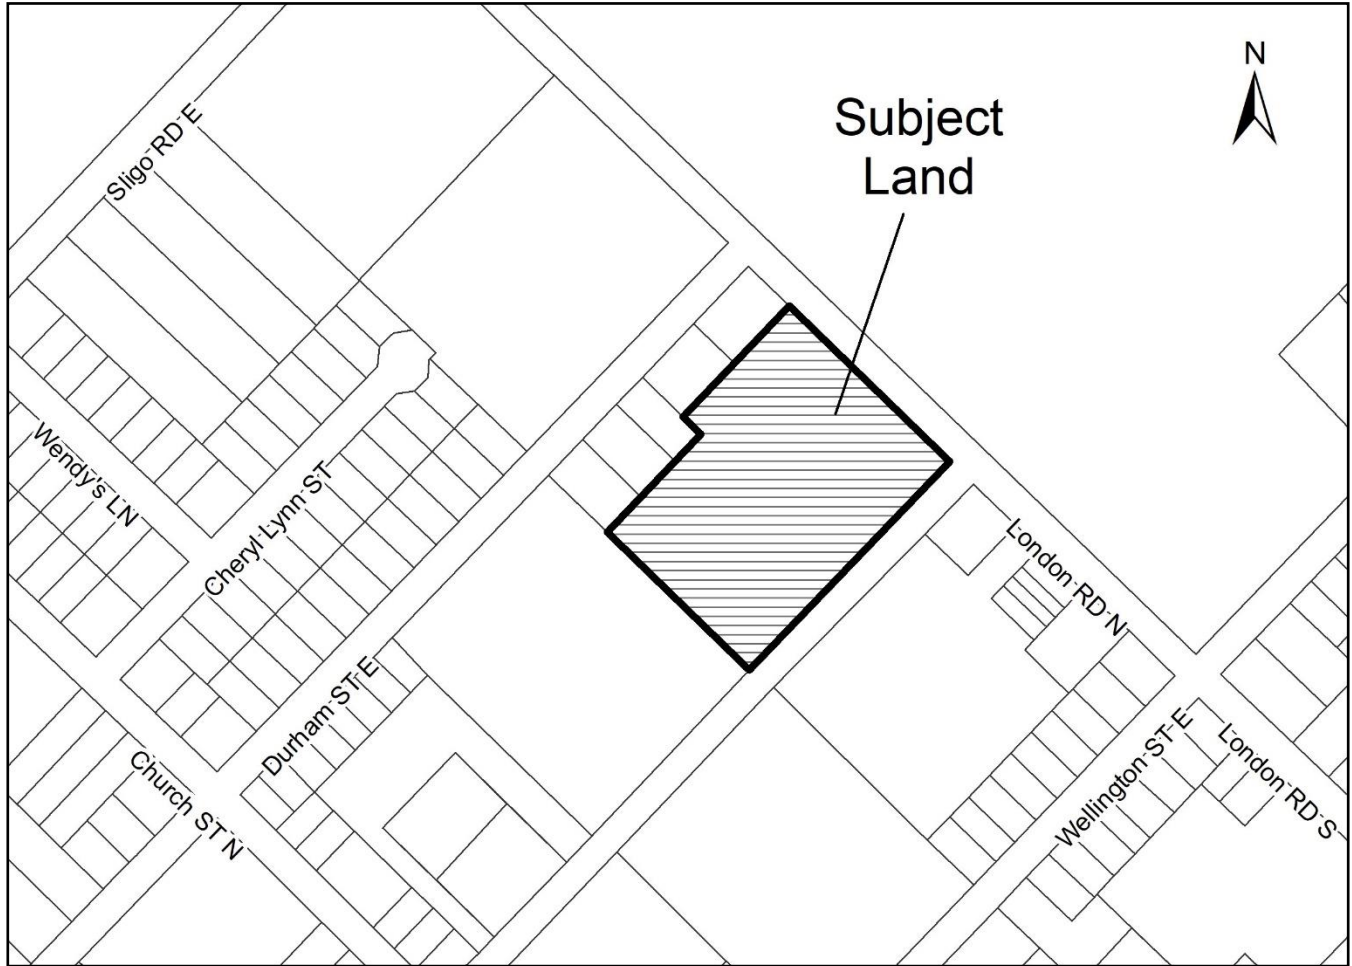 N
Subject
Land
Sligo RD E
Wendy's LN
Cheryl Lynn ST
London RD N
Durham ST E
Wellington ST E
London RD S
Church ST N